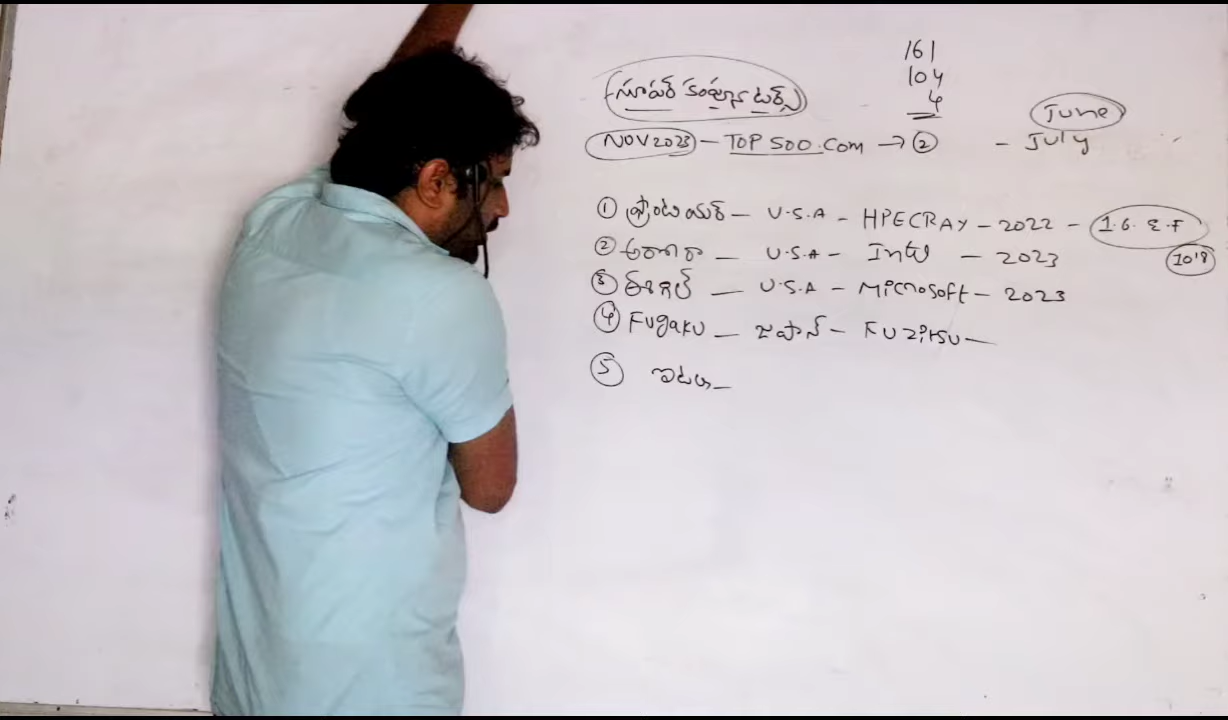 161
104
4
సూపర్ కంప్యూటర్స్
June
NOV 2023 – TOP 500.Com → ② – July
① ఫ్రాంటియర్ – U.S.A – HPECRAY – 2022 – 1.6. E.F
1018
② అరోరా – U.S.A – Intel – 2023
③ ఈగల్ – U.S.A – Microsoft – 2023
④ Fugaku – జపాన్ – FUZITSU –
⑤